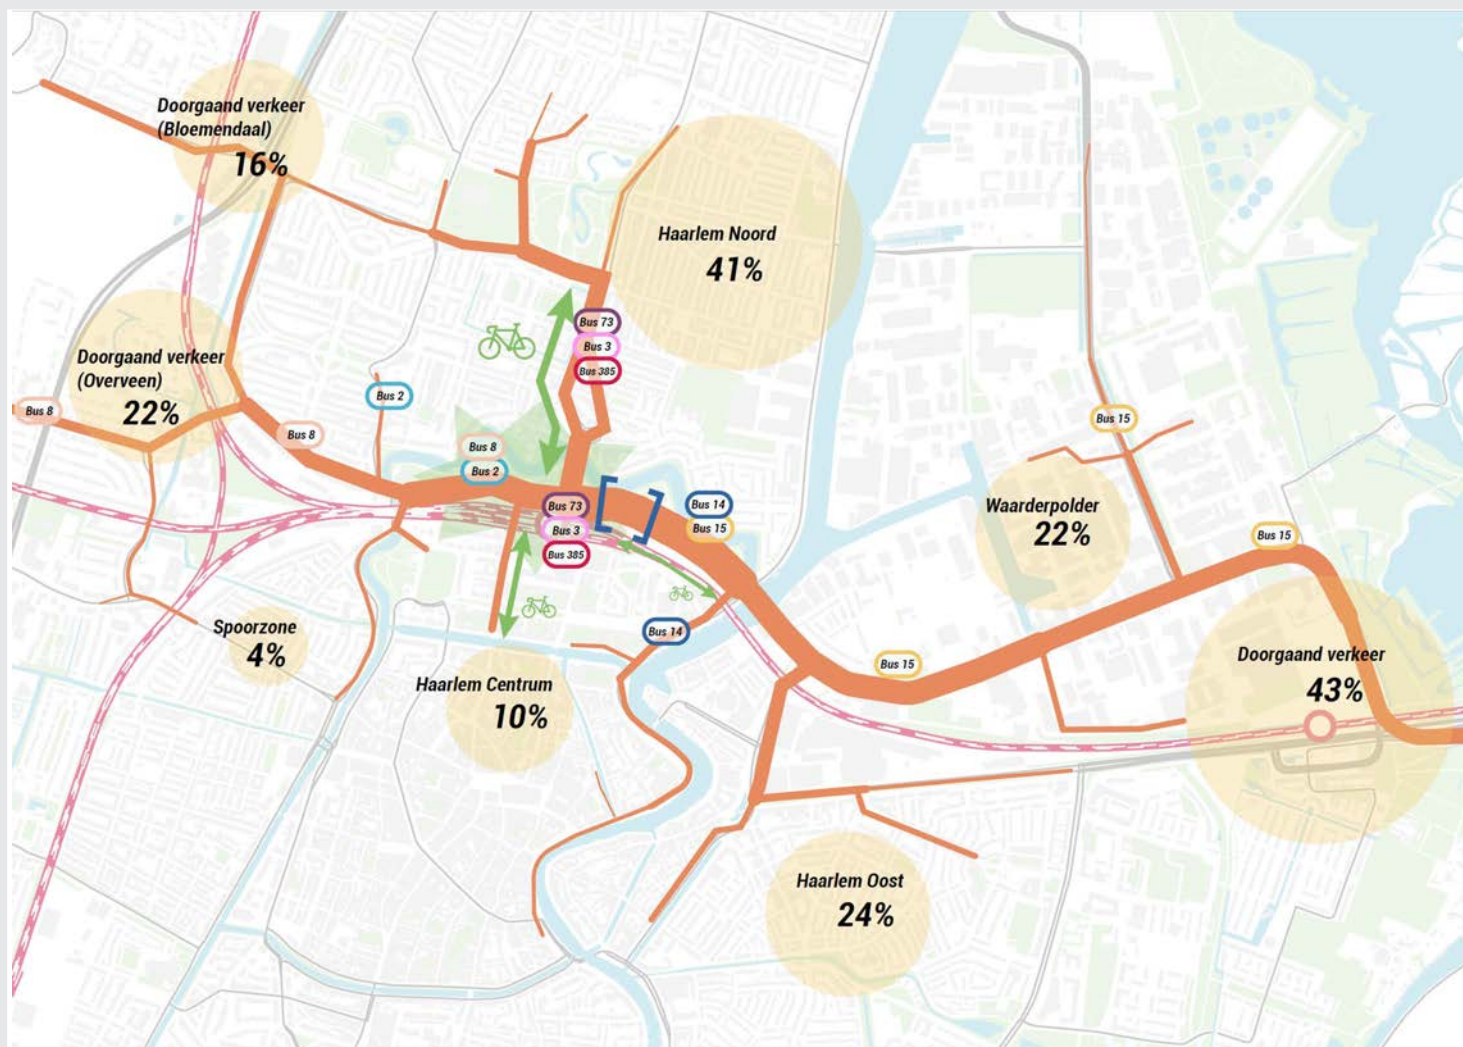 Doorgaand verkeer
(Bloemendaal)
16%
Haarlem Noord
41%
Bus 73
Bus 3
Bus 385
Doorgaand verkeer
(Overveen)
22%
Bus 8
Bus 2
Bus 8
Bus 8
Bus 2
Bus 15
Bus 73
Bus 3
Bus 385
Bus 14
Bus 15
Waarderpolder
22%
Bus 15
Spoorzone
4%
Bus 14
Bus 15
Doorgaand verkeer
43%
Haarlem Centrum
10%
Haarlem Oost
24%